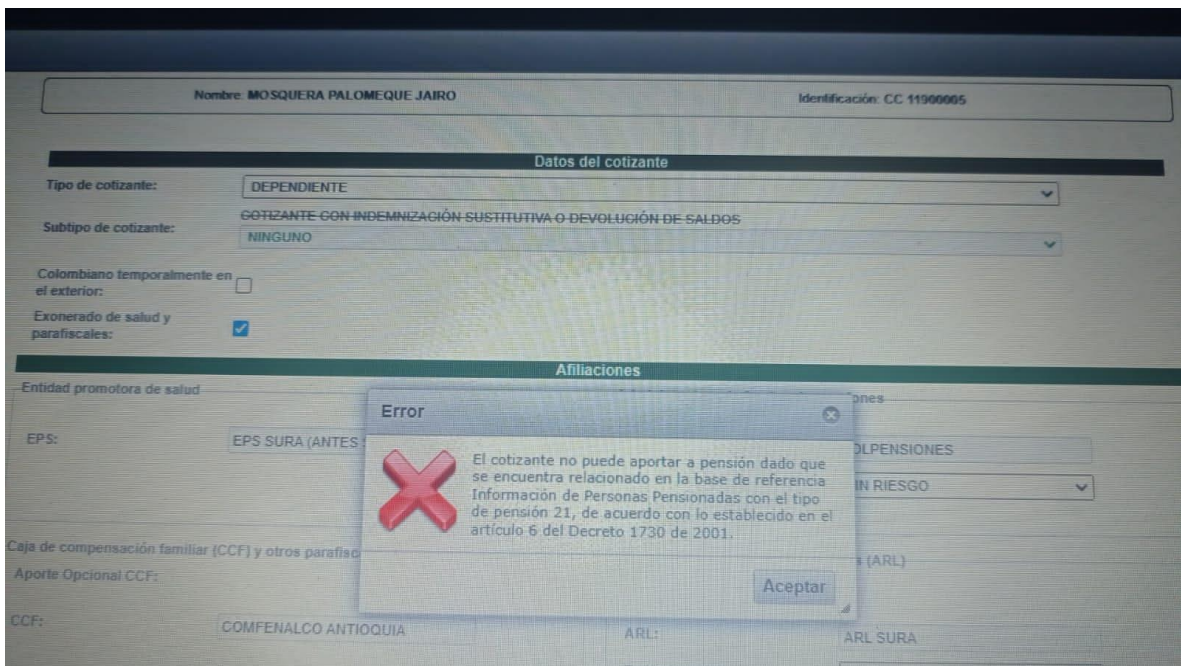 Nombre: MOSQUERA PALOMEQUE JAIRO Identificación: CC 11900005
Datos del cotizante
Tipo de cotizante: DEPENDIENTE
COTIZANTE CON INDEMNIZACIÓN SUSTITUTIVA O DEVOLUCIÓN DE SALDOS
Subtipo de cotizante: NINGUNO
Colombiano temporalmente en
el exterior:
Exonerado de salud y
parafiscales:
Afiliaciones
Entidad promotora de salud
EPS: EPS SURA (ANTES
Error
El cotizante no puede aportar a pensión dado que
se encuentra relacionado en la base de referencia
Información de Personas Pensionadas con el tipo
de pensión 21, de acuerdo con lo establecido en el
artículo 6 del Decreto 1730 de 2001.
Aceptar
ones
OLPENSIONES
IN RIESGO
Caja de compensación familiar (CCF) y otros parafisc
s (ARL)
Aporte Opcional CCF:
CCF: COMFENALCO ANTIOQUIA ARL: ARL SURA